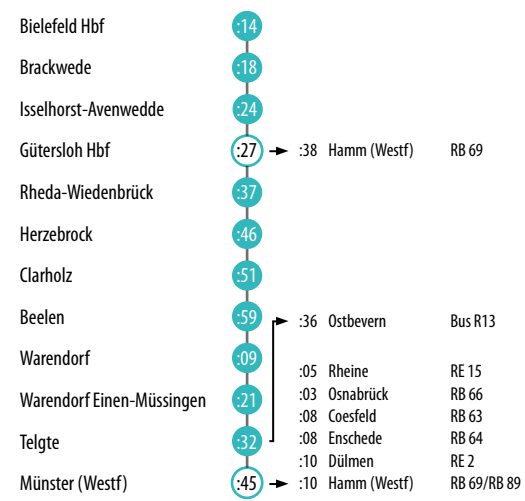 Bielefeld Hbf :14
Brackwede :18
Isselhorst-Avenwedde :24
Gütersloh Hbf :27 :38 Hamm (Westf) RB 69
Rheda-Wiedenbrück :37
Herzebrock :46
Clarholz :51
Beelen :59 :36 Ostbevern Bus R13
Warendorf :09
:05 Rheine RE 15
Warendorf Einen-Müssingen :21
:03 Osnabrück RB 66
:08 Coesfeld RB 63
Telgte :32 :08 Enschede RB 64
:10 Dülmen RE 2
Münster (Westf) :45 :10 Hamm (Westf) RB 69/RB 89